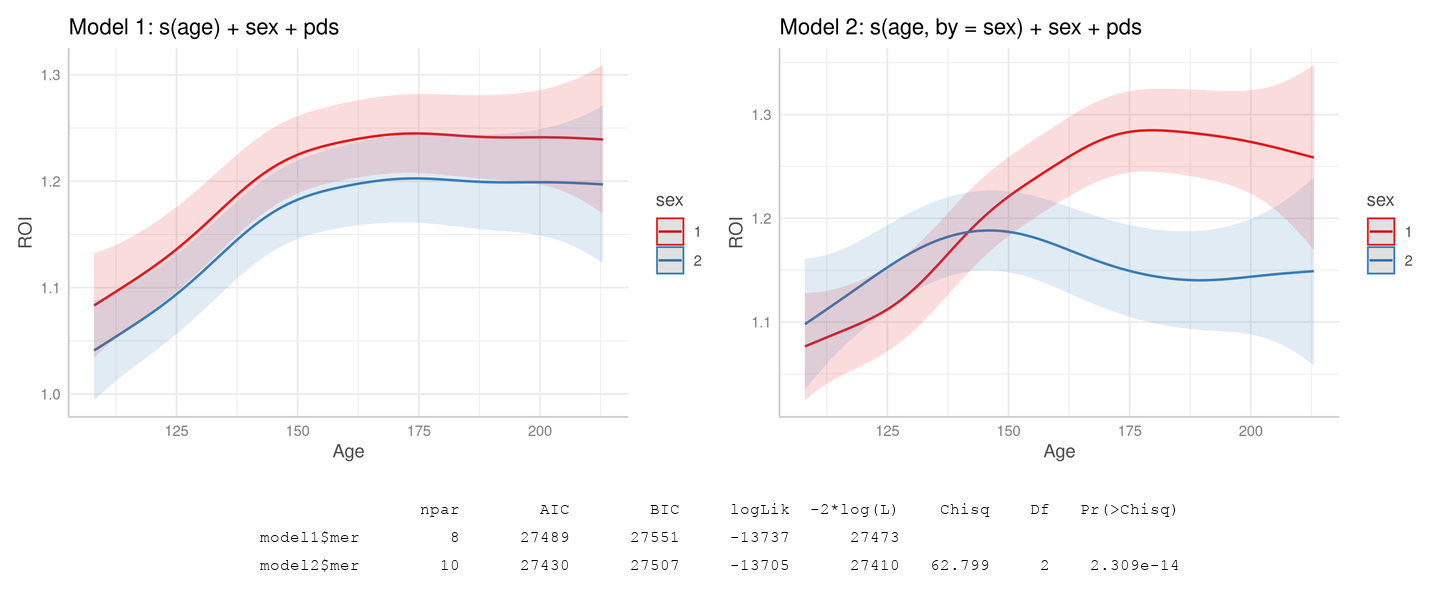 Model 1: s(age) + sex + pds
1.3
1.2
1.1
1.0
ROI
125 150 175 200
Age
sex
1
2
Model 2: s(age, by = sex) + sex + pds
1.3
1.2
1.1
ROI
125 150 175 200
Age
sex
1
2
npar AIC BIC logLik -2*log(L) Chisq Df Pr(>Chisq)
model1$mer 8 27489 27551 -13737 27473
model2$mer 10 27430 27507 -13705 27410 62.799 2 2.309e-14